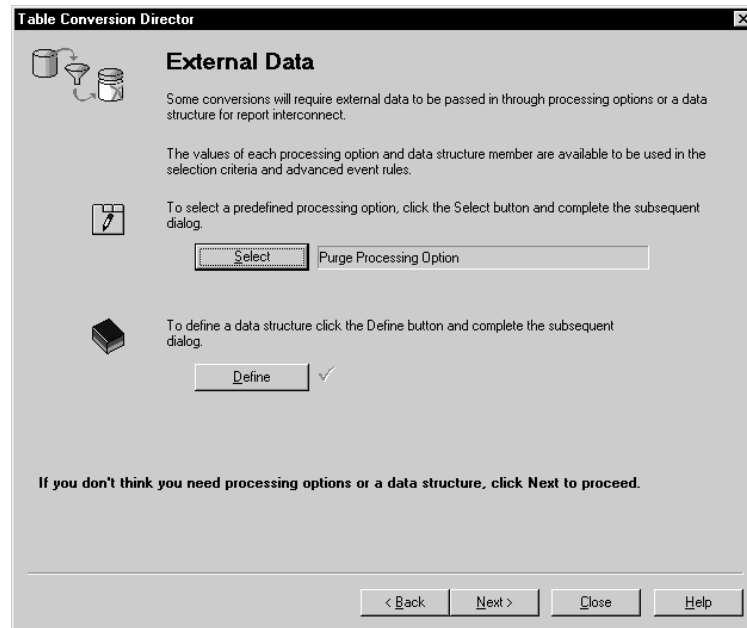 Table Conversion Director
External Data
Some conversions will require external data to be passed in through processing options or a data
structure for report interconnect.
The values of each processing option and data structure member are available to be used in the
selection criteria and advanced event rules.
To select a predefined processing option, click the Select button and complete the subsequent
dialog.
Select
Purge Processing Option
To define a data structure click the Define button and complete the subsequent
dialog.
Define
If you don't think you need processing options or a data structure, click Next to proceed.
< Back
Next >
Close
Help